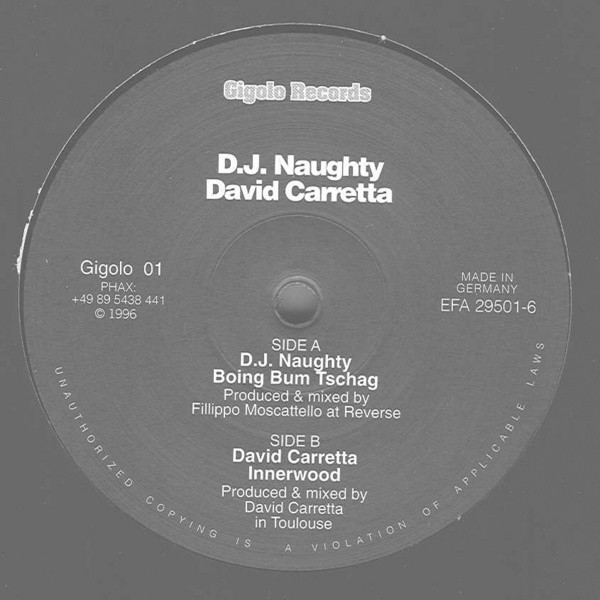 Gigolo Records
D.J. Naughty
David Carretta
Gigolo 01
PHAX:
+49 89 5438 441
© 1996
MADE IN
GERMANY
EFA 29501-6
SIDE A
D.J. Naughty
Boing Bum Tschag
Produced & mixed by
Fillippo Moscattello at Reverse
SIDE B
David Carretta
Innerwood
Produced & mixed by
David Carretta
in Toulouse
UNAUTHORIZED COPYING IS A VIOLATION OF APPLICABLE LAWS